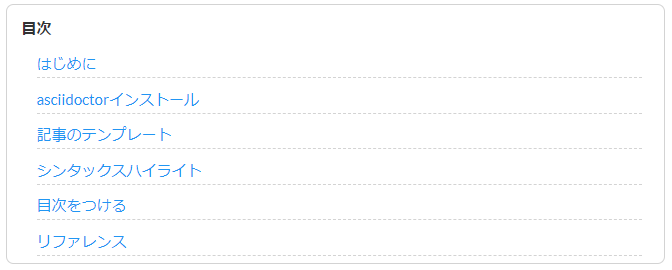 目次
はじめに
asciidoctorインストール
記事のテンプレート
シンタックスハイライト
目次をつける
リファレンス